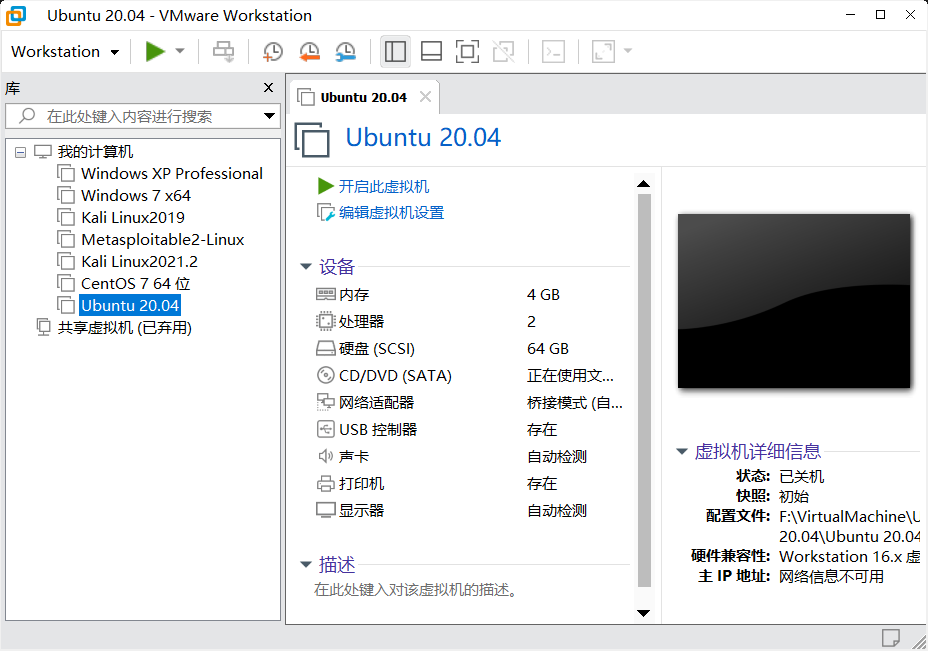 Ubuntu 20.04 - VMware Workstation
Workstation
库
在此处键入内容进行搜索
我的计算机
Windows XP Professional
Windows 7 x64
Kali Linux2019
Metasploitable2-Linux
Kali Linux2021.2
CentOS 7 64 位
Ubuntu 20.04
共享虚拟机 (已弃用)
Ubuntu 20.04
Ubuntu 20.04
开启此虚拟机
编辑虚拟机设置
设备
内存 4 GB
处理器 2
硬盘 (SCSI) 64 GB
CD/DVD (SATA) 正在使用文...
网络适配器 桥接模式 (自...
USB 控制器 存在
声卡 自动检测
打印机 存在
显示器 自动检测
描述
在此处键入对该虚拟机的描述。
虚拟机详细信息
状态: 已关机
快照: 初始
配置文件: F:\VirtualMachine\U
20.04\Ubuntu 20.04
硬件兼容性: Workstation 16.x 虚
主 IP 地址: 网络信息不可用